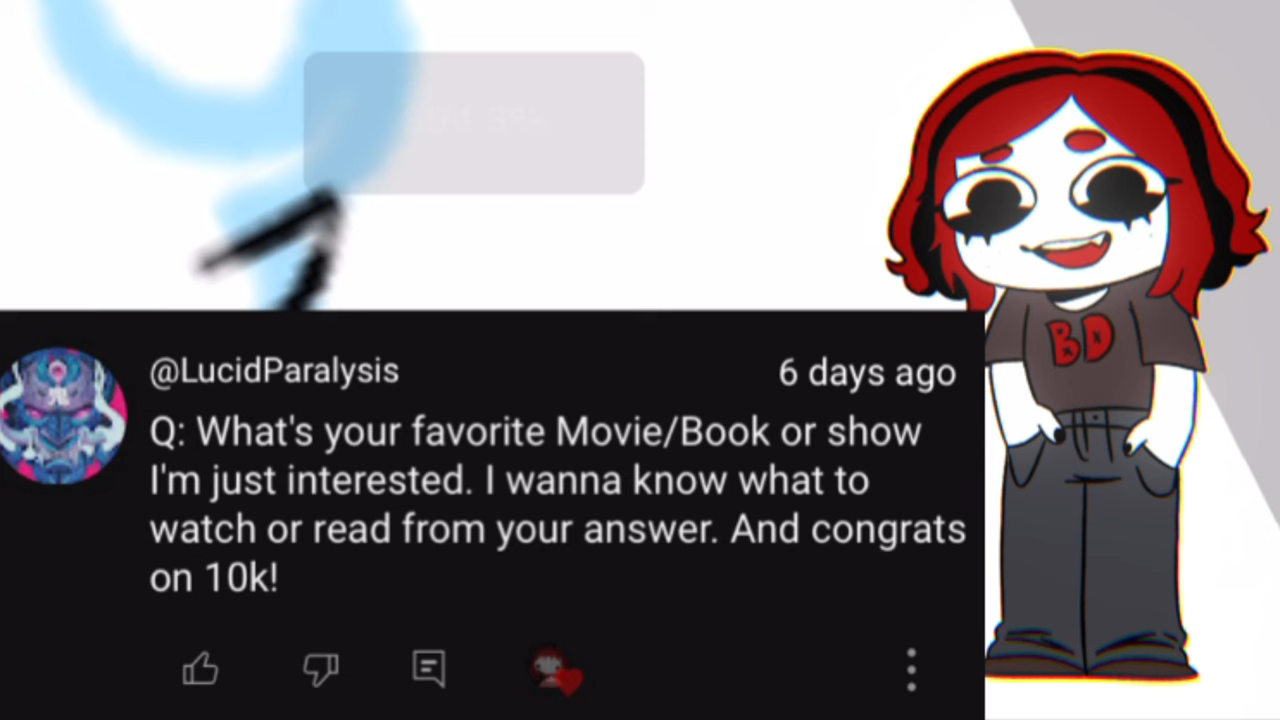 @LucidParalysis 6 days ago
Q: What's your favorite Movie/Book or show
I'm just interested. I wanna know what to
watch or read from your answer. And congrats
on 10k!
BD